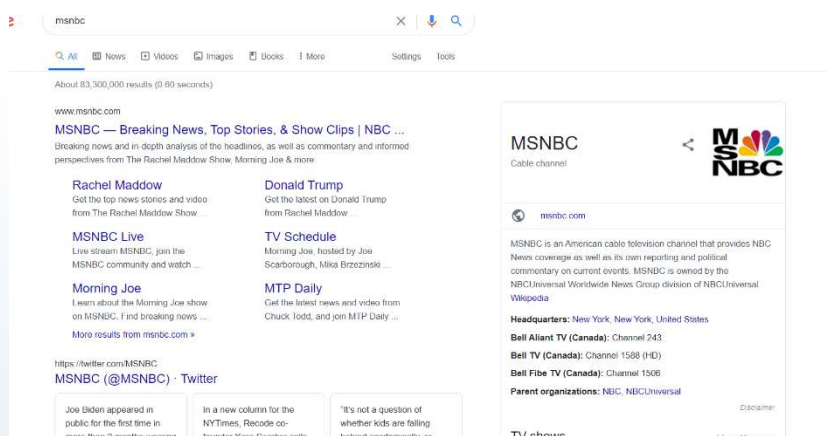 msnbc
All News Videos Images Books More Settings Tools
About 83,300,000 results (0.60 seconds)
www.msnbc.com
MSNBC — Breaking News, Top Stories, & Show Clips | NBC ...
Breaking news and in-depth analysis of the headlines, as well as commentary and informed
perspectives from The Rachel Maddow Show, Morning Joe & more.
Rachel Maddow
Get the top news stories and video
from The Rachel Maddow Show ...
Donald Trump
Get the latest on Donald Trump
from Rachel Maddow ...
MSNBC Live
Live stream MSNBC, join the
MSNBC community and watch ...
TV Schedule
Morning Joe, hosted by Joe
Scarborough, Mika Brzezinski ...
Morning Joe
Learn about the Morning Joe show
on MSNBC. Find breaking news ...
MTP Daily
Get the latest news and video from
Chuck Todd, and join MTP Daily ...
More results from msnbc.com »
https://twitter.com/MSNBC
MSNBC (@MSNBC) · Twitter
Joe Biden appeared in
public for the first time in
In a new column for the
NYTimes, Recode co-
"It's not a question of
whether kids are falling
MSNBC
Cable channel
M
S
NBC
msnbc.com
MSNBC is an American cable television channel that provides NBC
News coverage as well as its own reporting and political
commentary on current events. MSNBC is owned by the
NBCUniversal Worldwide News Group division of NBCUniversal.
Wikipedia
Headquarters: New York, New York, United States
Bell Aliant TV (Canada): Channel 243
Bell TV (Canada): Channel 1588 (HD)
Bell Fibe TV (Canada): Channel 1506
Parent organizations: NBC, NBCUniversal
Disclaimer
TV shows